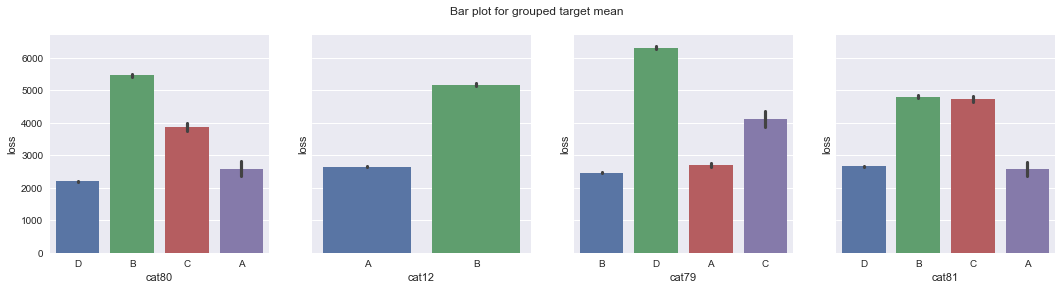 Bar plot for grouped target mean
loss
6000
5000
4000
3000
2000
1000
0
D B C A
cat80
loss
A B
cat12
loss
B D A C
cat79
loss
D B C A
cat81